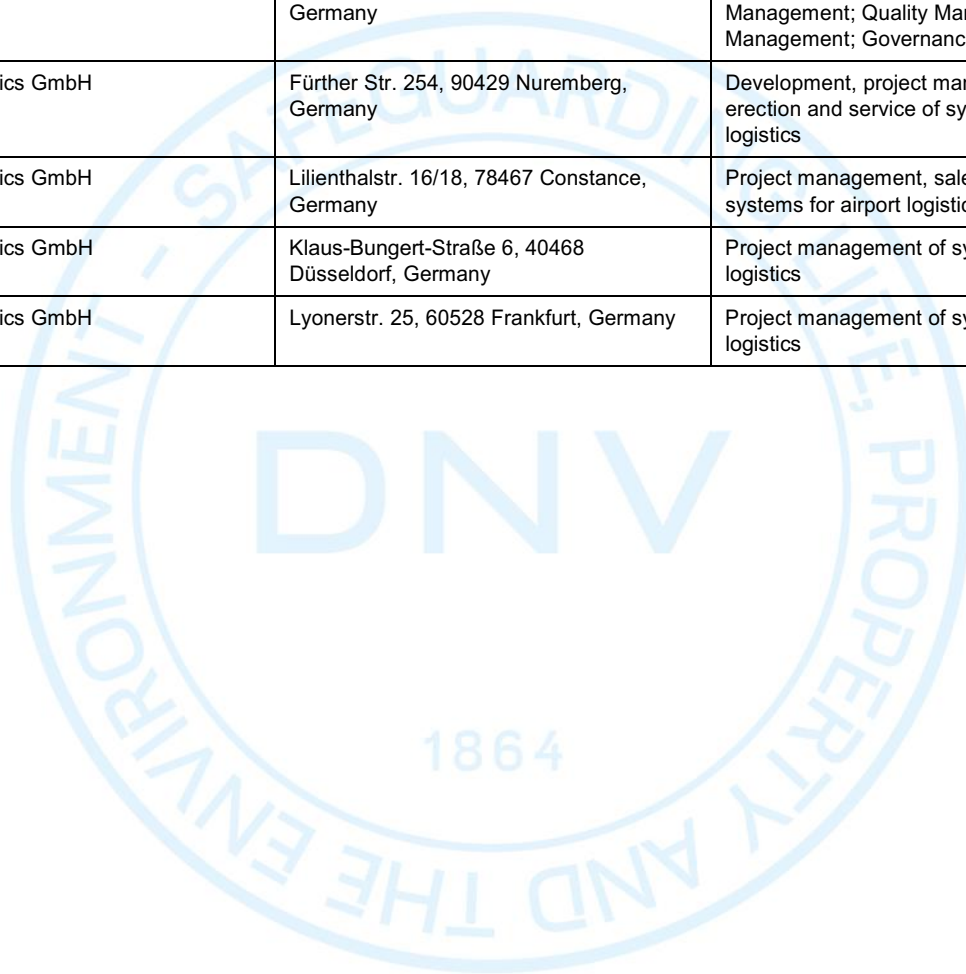 Germany
Management; Quality Mar
Management; Governanc
ics GmbH
Fürther Str. 254, 90429 Nuremberg,
Germany
Development, project mar
erection and service of sy
logistics
ics GmbH
Lilienthalstr. 16/18, 78467 Constance,
Germany
Project management, sale
systems for airport logistic
ics GmbH
Klaus-Bungert-Straße 6, 40468
Düsseldorf, Germany
Project management of sy
logistics
ics GmbH
Lyonerstr. 25, 60528 Frankfurt, Germany
Project management of sy
logistics
SAFEGUARDING LIFE, PROPERTY AND THE ENVIRONMENT -
DNV
1864